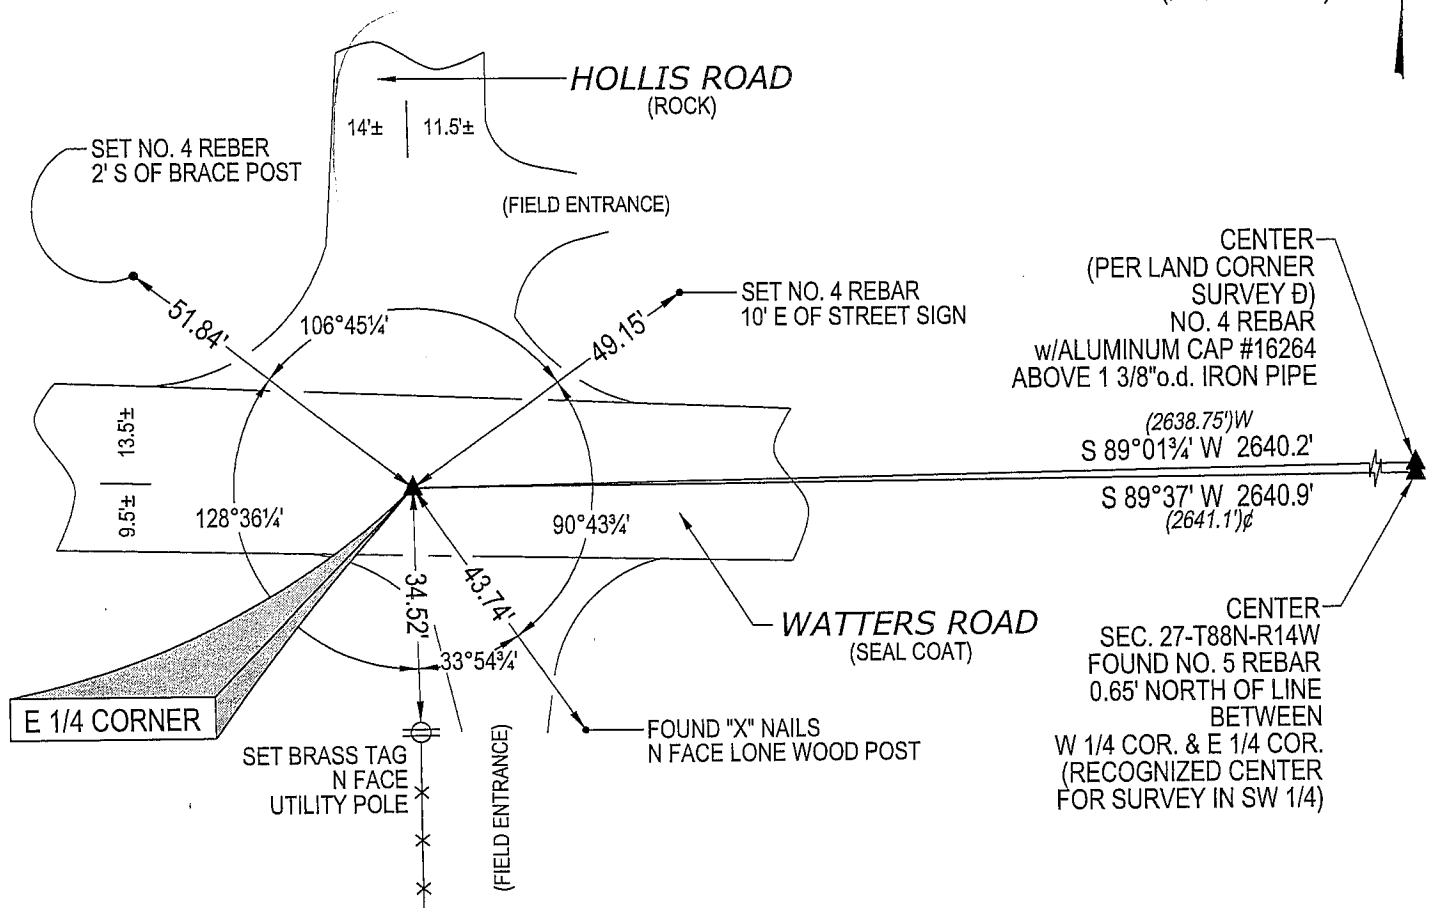 HOLLIS ROAD
(ROCK)
14'±
11.5'±
SET NO. 4 REBER
2' S OF BRACE POST
(FIELD ENTRANCE)
51.84'
106°45¼'
49.15'
SET NO. 4 REBAR
10' E OF STREET SIGN
CENTER
(PER LAND CORNER
SURVEY Đ)
NO. 4 REBAR
w/ALUMINUM CAP #16264
ABOVE 1 3/8"o.d. IRON PIPE
(2638.75')W
S 89°01¾' W 2640.2'
S 89°37' W 2640.9'
(2641.1')¢
13.5'±
9.5'±
128°36¼'
90°43¾'
34.52'
43.74'
33°54¾'
WATTERS ROAD
(SEAL COAT)
E 1/4 CORNER
SET BRASS TAG
N FACE
UTILITY POLE
(FIELD ENTRANCE)
FOUND "X" NAILS
N FACE LONE WOOD POST
CENTER
SEC. 27-T88N-R14W
FOUND NO. 5 REBAR
0.65' NORTH OF LINE
BETWEEN
W 1/4 COR. & E 1/4 COR.
(RECOGNIZED CENTER
FOR SURVEY IN SW 1/4)